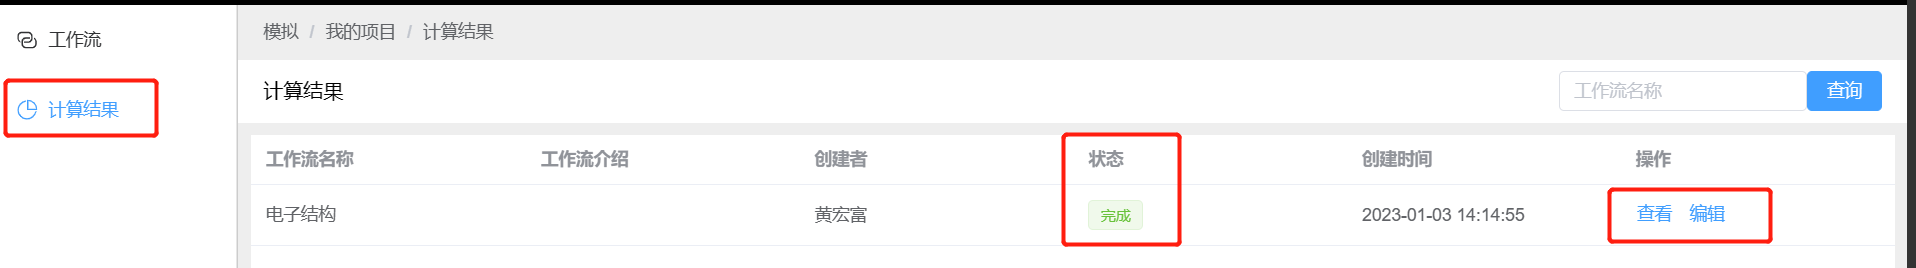 工作流
计算结果
模拟 / 我的项目 / 计算结果
计算结果
工作流名称 查询
工作流名称 工作流介绍 创建者 状态 创建时间 操作
电子结构 黄宏富 完成 2023-01-03 14:14:55 查看 编辑